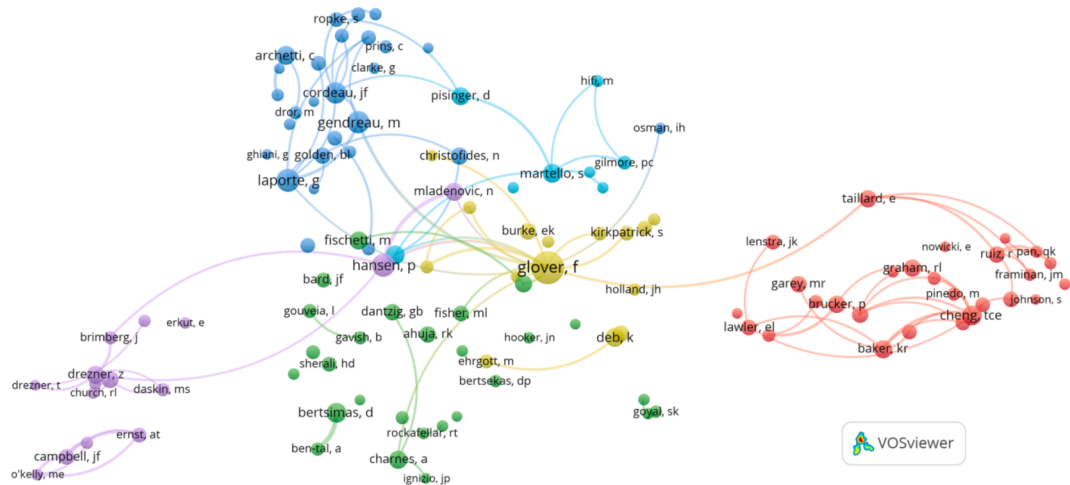 ropke, s
prins, c
archetti, c
clarke, g
cordeau, jf
pisinger, d
hifi, m
dror, m
gendreau, m
osman, ih
ghiani, g
golden, bl
christofides, n
gilmore, pc
laporte, g
martello, s
mladenovic, n
taillard, e
burke, ek
kirkpatrick, s
fischetti, m
lenstra, jk
nowicki, e
pan, qk
ruiz, r
hansen, p
glover, f
graham, rl
framinan, jm
bard, jf
garey, mr
holland, jh
pinedo, m
johnson, s
gouveia, l
dantzig, gb
fisher, ml
brucker, p
cheng, tce
erkut, e
lawler, el
brimberg, j
gavish, b
ahuja, rk
hooker, jn
deb, k
baker, kr
sherali, hd
ehrgott, m
drezner, z
bertsekas, dp
drezner, t
church, rl
daskin, ms
bertsimas, d
goyal, sk
ernst, at
rockafellar, rt
ben-tal, a
VOSviewer
campbell, jf
charnes, a
o'kelly, me
ignizio, jp